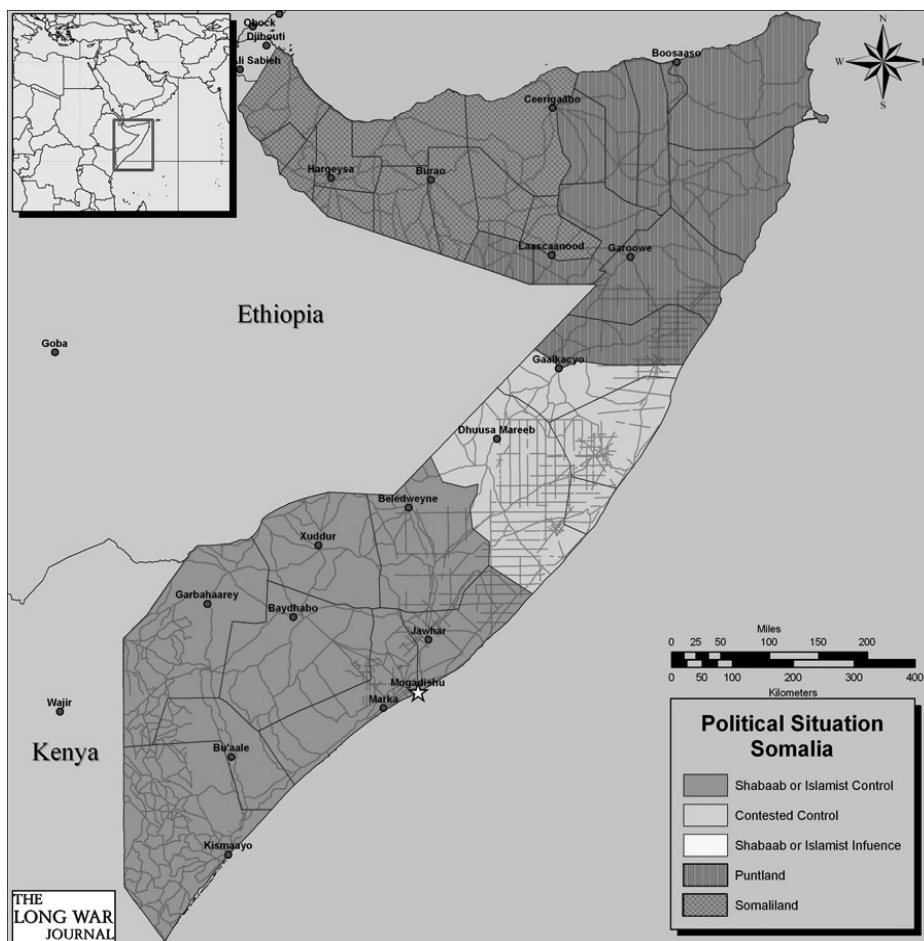 Obock
Djibouti
Ali Sabieh
N
W
E
S
Boosaaso
Ceerigaabo
Hargeysa
Burao
Laascaanood
Garoowe
Ethiopia
Goba
Gaalkacyo
Dhuusa Mareeb
Beledweyne
Xuddur
Garbahaarey
Baydhabo
Jawhar
Mogadishu
Marka
Wajir
Kenya
Bu'aale
Kismaayo
Miles
0 25 50 100 150 200
0 50 100 200 300 400
Kilometers
Political Situation
Somalia
Shabaab or Islamist Control
Contested Control
Shabaab or Islamist Infuence
Puntland
Somaliland
THE
LONG WAR
JOURNAL